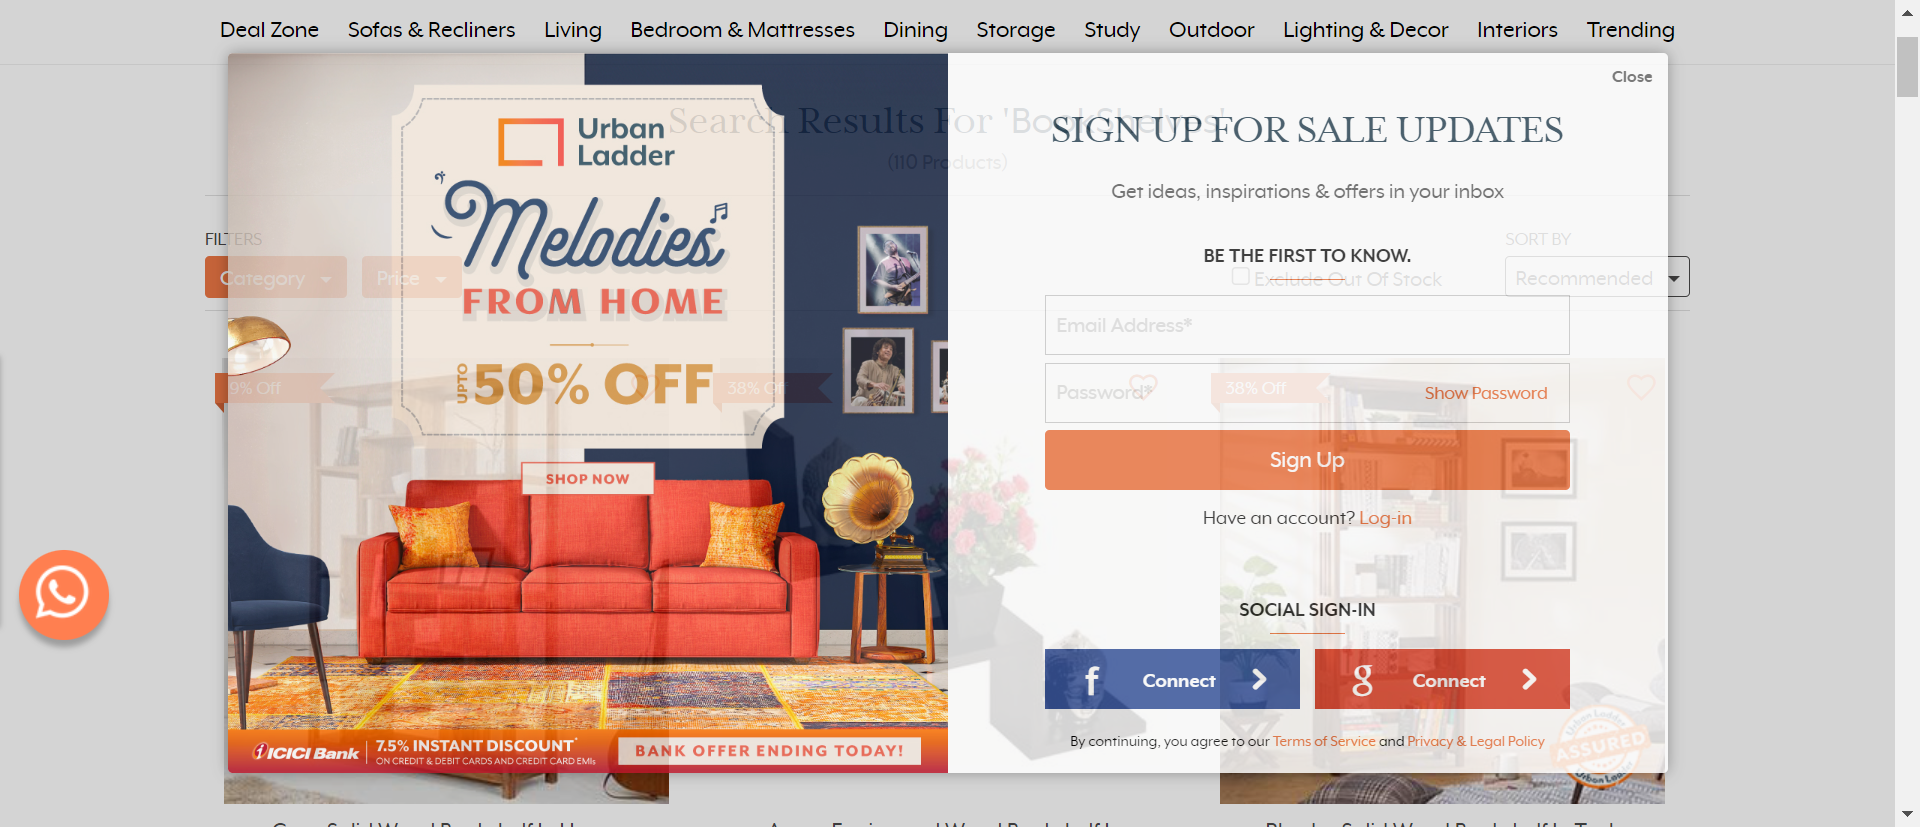 Deal Zone Sofas & Recliners Living Bedroom & Mattresses Dining Storage Study Outdoor Lighting & Decor Interiors Trending
Close
Search Results For 'Book Shelves'
(110 Products)
FILTERS
Category
Price
Exclude Out Of Stock
SORT BY
Recommended
Urban
Ladder
Melodies
FROM HOME
UPTO
50% OFF
SHOP NOW
ICICI Bank
7.5% INSTANT DISCOUNT*
ON CREDIT & DEBIT CARDS AND CREDIT CARD EMIs
BANK OFFER ENDING TODAY!
SIGN UP FOR SALE UPDATES
Get ideas, inspirations & offers in your inbox
BE THE FIRST TO KNOW.
Email Address*
Password*
Show Password
Sign Up
Have an account? Log-in
SOCIAL SIGN-IN
f Connect
g Connect
By continuing, you agree to our Terms of Service and Privacy & Legal Policy
9% Off
38% Off
38% Off
Urban Ladder
ASSURED
Urban Ladder